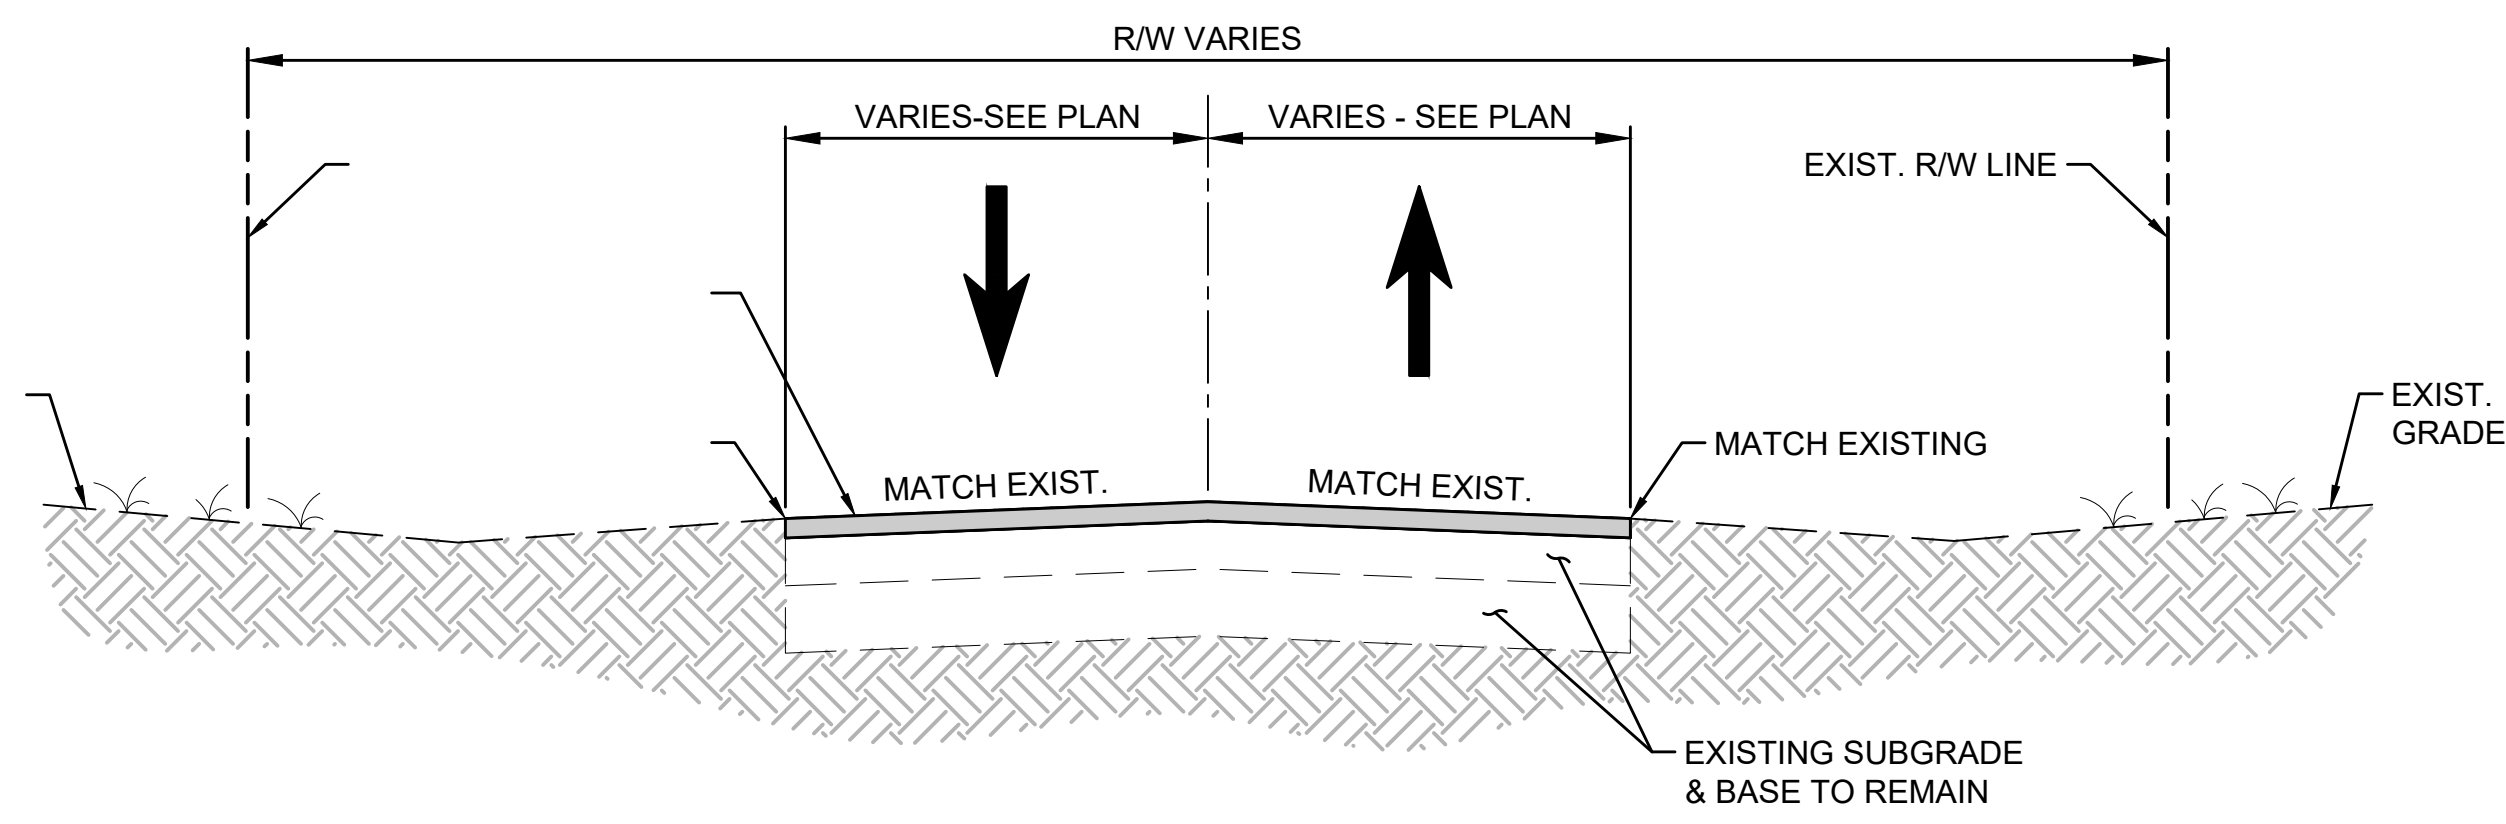 R/W VARIES
VARIES-SEE PLAN
VARIES - SEE PLAN
EXIST. R/W LINE
EXIST.
GRADE
MATCH EXISTING
MATCH EXIST.
MATCH EXIST.
EXISTING SUBGRADE
& BASE TO REMAIN